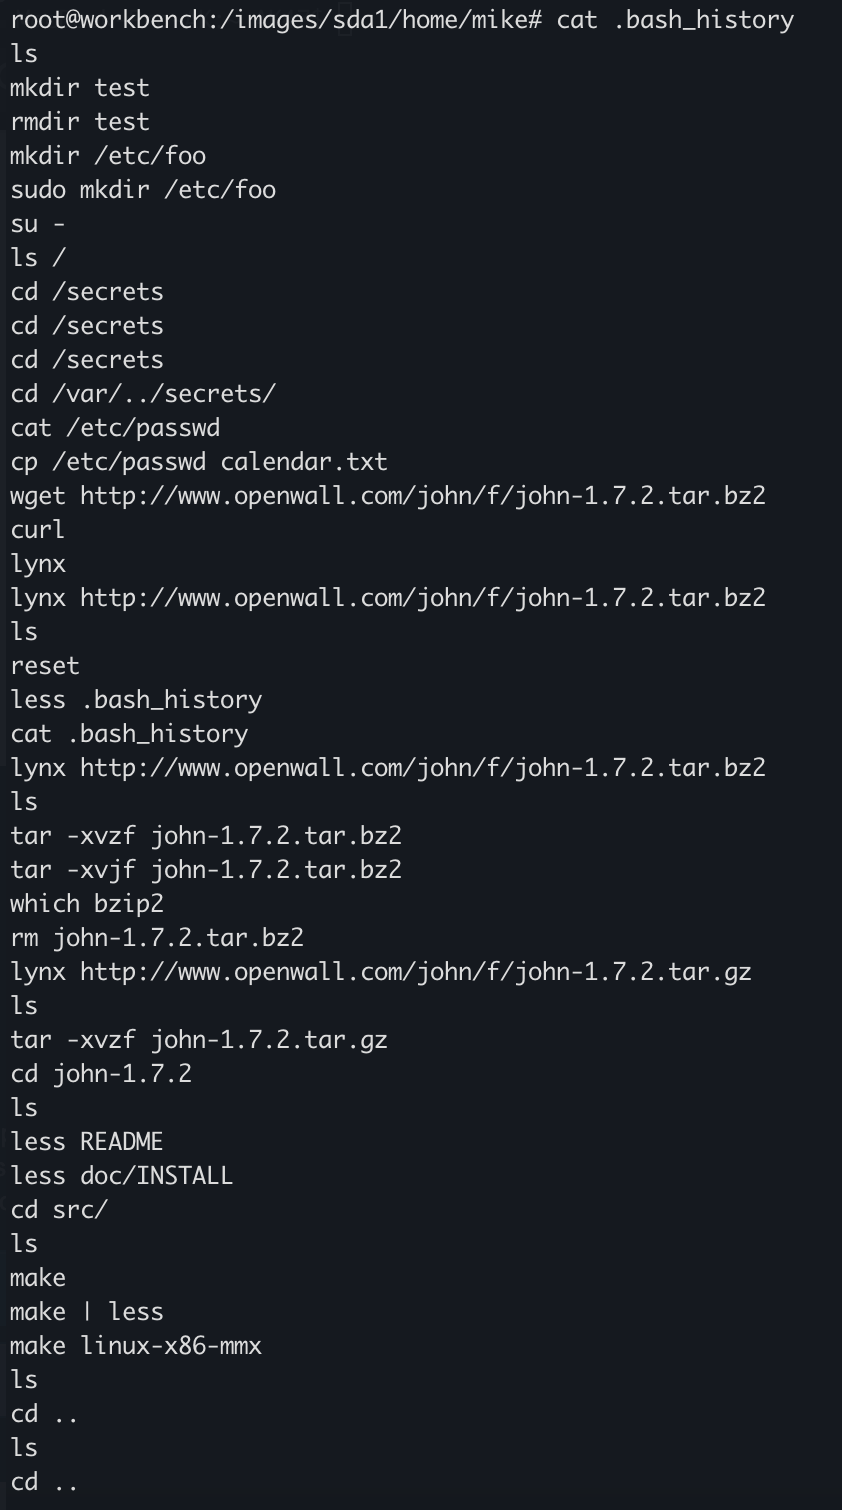 root@workbench:/images/sda1/home/mike# cat .bash_history
ls
mkdir test
rmdir test
mkdir /etc/foo
sudo mkdir /etc/foo
su -
ls /
cd /secrets
cd /secrets
cd /secrets
cd /var/../secrets/
cat /etc/passwd
cp /etc/passwd calendar.txt
wget http://www.openwall.com/john/f/john-1.7.2.tar.bz2
curl
lynx
lynx http://www.openwall.com/john/f/john-1.7.2.tar.bz2
ls
reset
less .bash_history
cat .bash_history
lynx http://www.openwall.com/john/f/john-1.7.2.tar.bz2
ls
tar -xvzf john-1.7.2.tar.bz2
tar -xvjf john-1.7.2.tar.bz2
which bzip2
rm john-1.7.2.tar.bz2
lynx http://www.openwall.com/john/f/john-1.7.2.tar.gz
ls
tar -xvzf john-1.7.2.tar.gz
cd john-1.7.2
ls
less README
less doc/INSTALL
cd src/
ls
make
make | less
make linux-x86-mmx
ls
cd ..
ls
cd ..